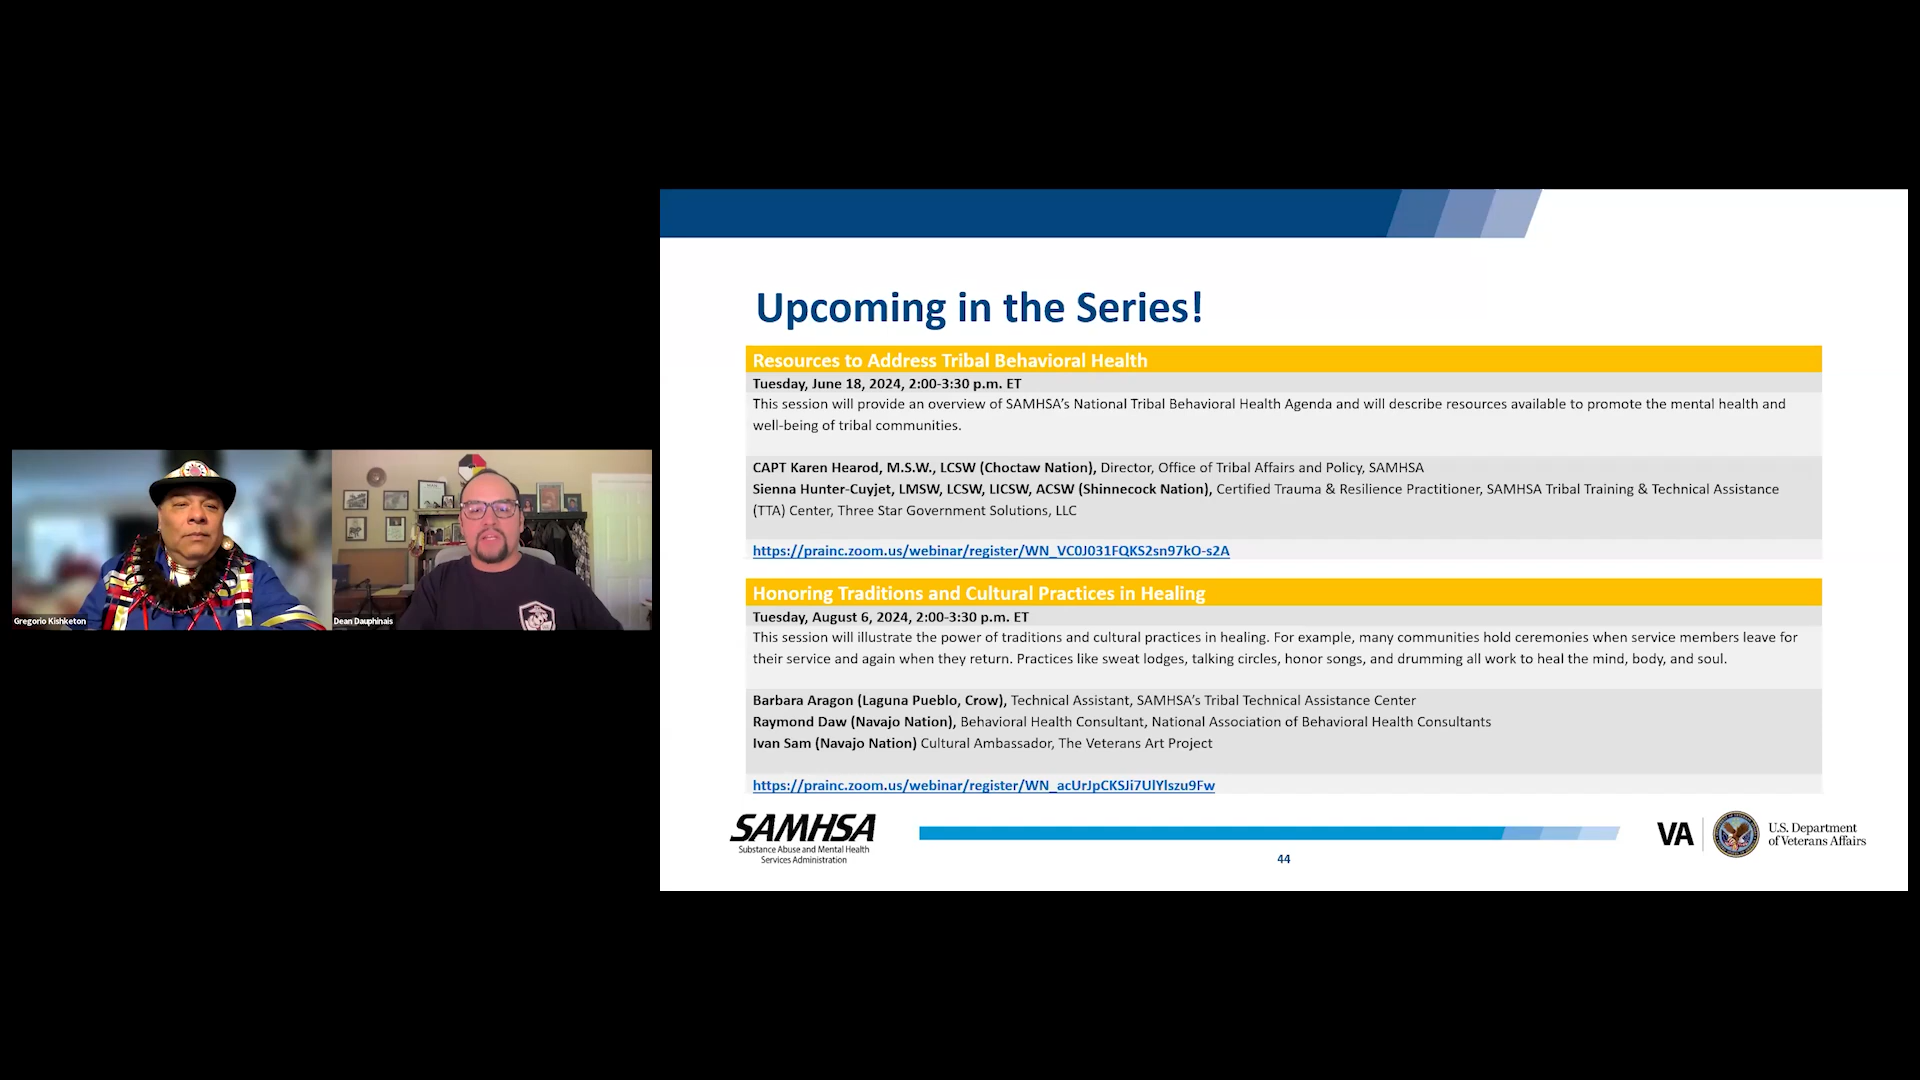 Gregorio Kishketon
Dean Dauphinais
Upcoming in the Series!
Resources to Address Tribal Behavioral Health
Tuesday, June 18, 2024, 2:00-3:30 p.m. ET
This session will provide an overview of SAMHSA's National Tribal Behavioral Health Agenda and will describe resources available to promote the mental health and
well-being of tribal communities.
CAPT Karen Hearod, M.S.W., LCSW (Choctaw Nation), Director, Office of Tribal Affairs and Policy, SAMHSA
Sienna Hunter-Cuyjet, LMSW, LCSW, LICSW, ACSW (Shinnecock Nation), Certified Trauma & Resilience Practitioner, SAMHSA Tribal Training & Technical Assistance
(TTA) Center, Three Star Government Solutions, LLC
https://prainc.zoom.us/webinar/register/WN_VC0J031FQKS2sn97kO-s2A
Honoring Traditions and Cultural Practices in Healing
Tuesday, August 6, 2024, 2:00-3:30 p.m. ET
This session will illustrate the power of traditions and cultural practices in healing. For example, many communities hold ceremonies when service members leave for
their service and again when they return. Practices like sweat lodges, talking circles, honor songs, and drumming all work to heal the mind, body, and soul.
Barbara Aragon (Laguna Pueblo, Crow), Technical Assistant, SAMHSA's Tribal Technical Assistance Center
Raymond Daw (Navajo Nation), Behavioral Health Consultant, National Association of Behavioral Health Consultants
Ivan Sam (Navajo Nation) Cultural Ambassador, The Veterans Art Project
https://prainc.zoom.us/webinar/register/WN_acUrJpCKSJi7UlYlszu9Fw
SAMHSA
Substance Abuse and Mental Health
Services Administration
44
VA
U.S. Department
of Veterans Affairs